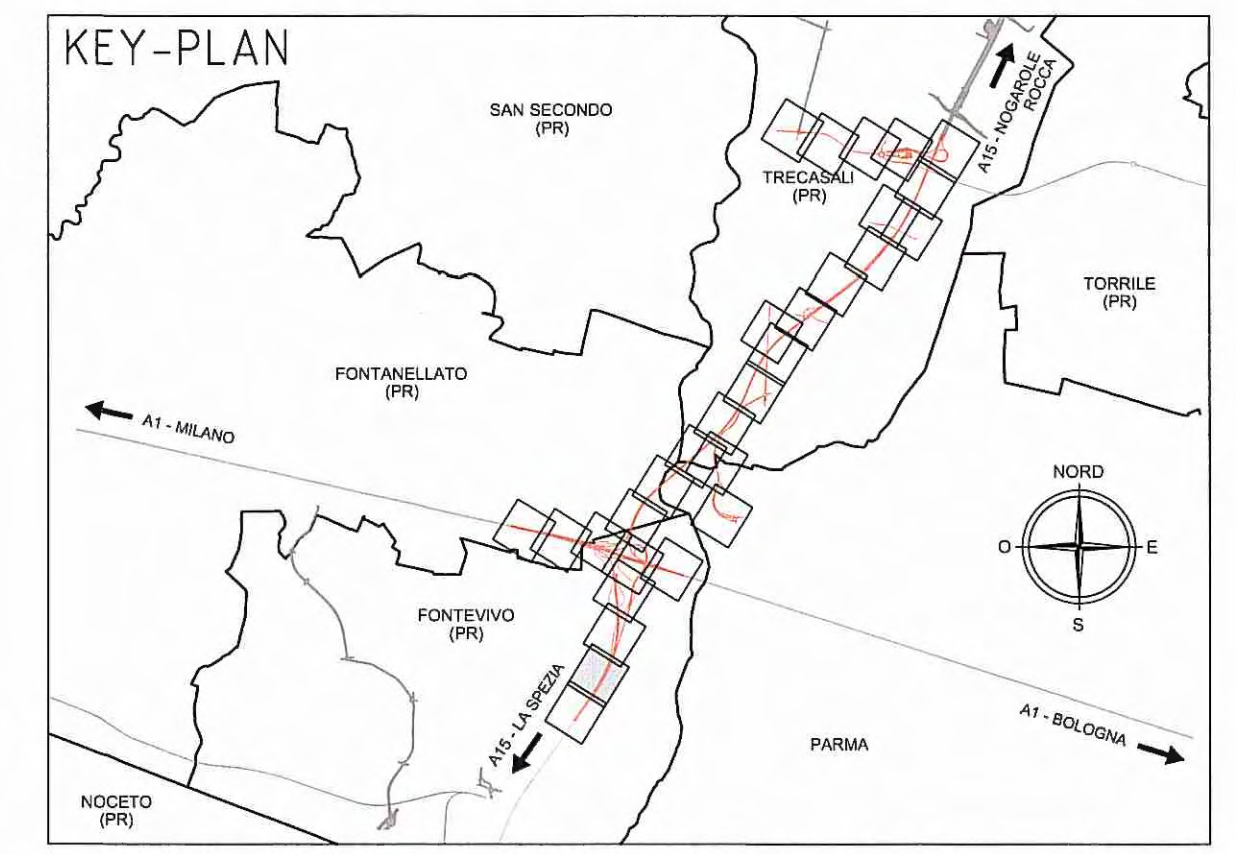 KEY-PLAN
SAN SECONDO
(PR)
A15 - NOGAROLE
ROCCA
TRECASALI
(PR)
TORRILE
(PR)
FONTANELLATO
(PR)
A1 - MILANO
NORD
O
E
S
FONTEVIVO
(PR)
A15 - LA SPEZIA
A1 - BOLOGNA
PARMA
NOCETO
(PR)